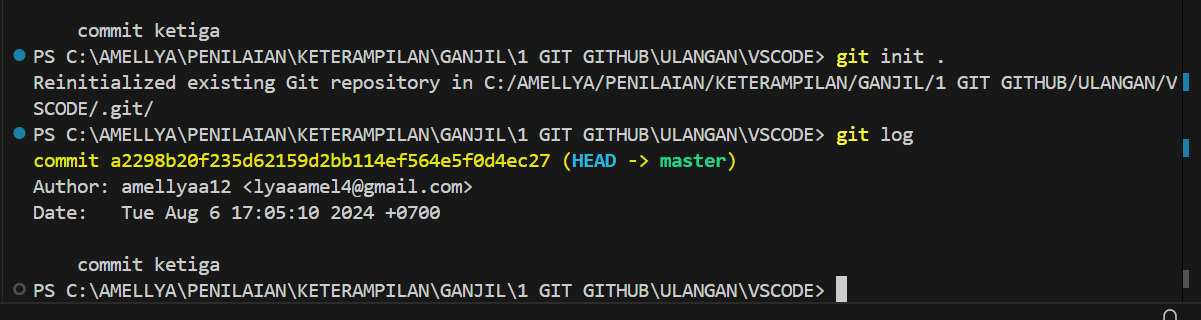 commit ketiga
PS C:\AMELLYA\PENILAIAN\KETERAMPILAN\GANJIL\1 GIT GITHUB\ULANGAN\VSCODE> git init .
Reinitialized existing Git repository in C:/AMELLYA/PENILAIAN/KETERAMPILAN/GANJIL/1 GIT GITHUB/ULANGAN/V
SCODE/.git/
PS C:\AMELLYA\PENILAIAN\KETERAMPILAN\GANJIL\1 GIT GITHUB\ULANGAN\VSCODE> git log
commit a2298b20f235d62159d2bb114ef564e5f0d4ec27 (HEAD -> master)
Author: amellyaa12 <lyaaamel4@gmail.com>
Date:   Tue Aug 6 17:05:10 2024 +0700
commit ketiga
PS C:\AMELLYA\PENILAIAN\KETERAMPILAN\GANJIL\1 GIT GITHUB\ULANGAN\VSCODE>